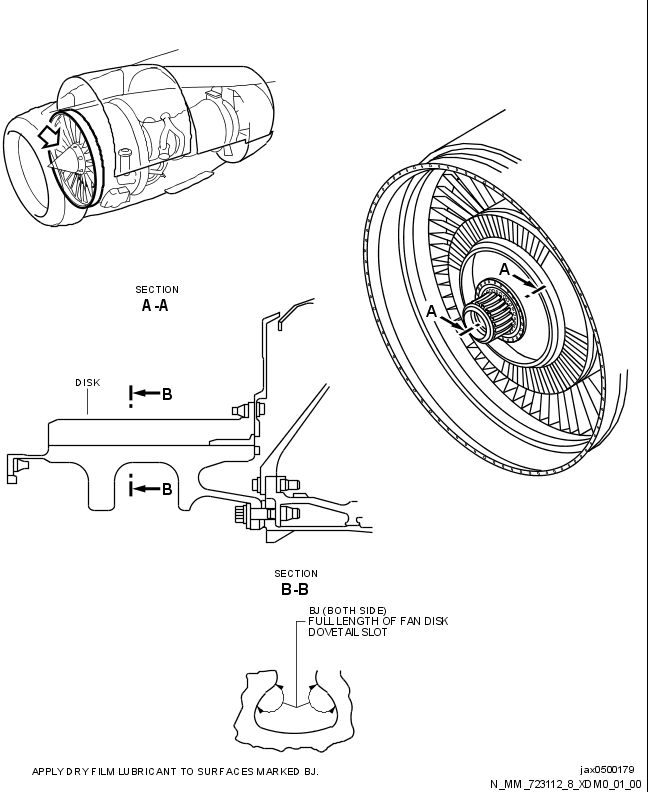 A
A
SECTION
A-A
DISK
B
B
SECTION
B-B
BJ (BOTH SIDE)
FULL LENGTH OF FAN DISK
DOVETAIL SLOT
APPLY DRY FILM LUBRICANT TO SURFACES MARKED BJ.
jax0500179
N_MM_723112_8_XDM0_01_00